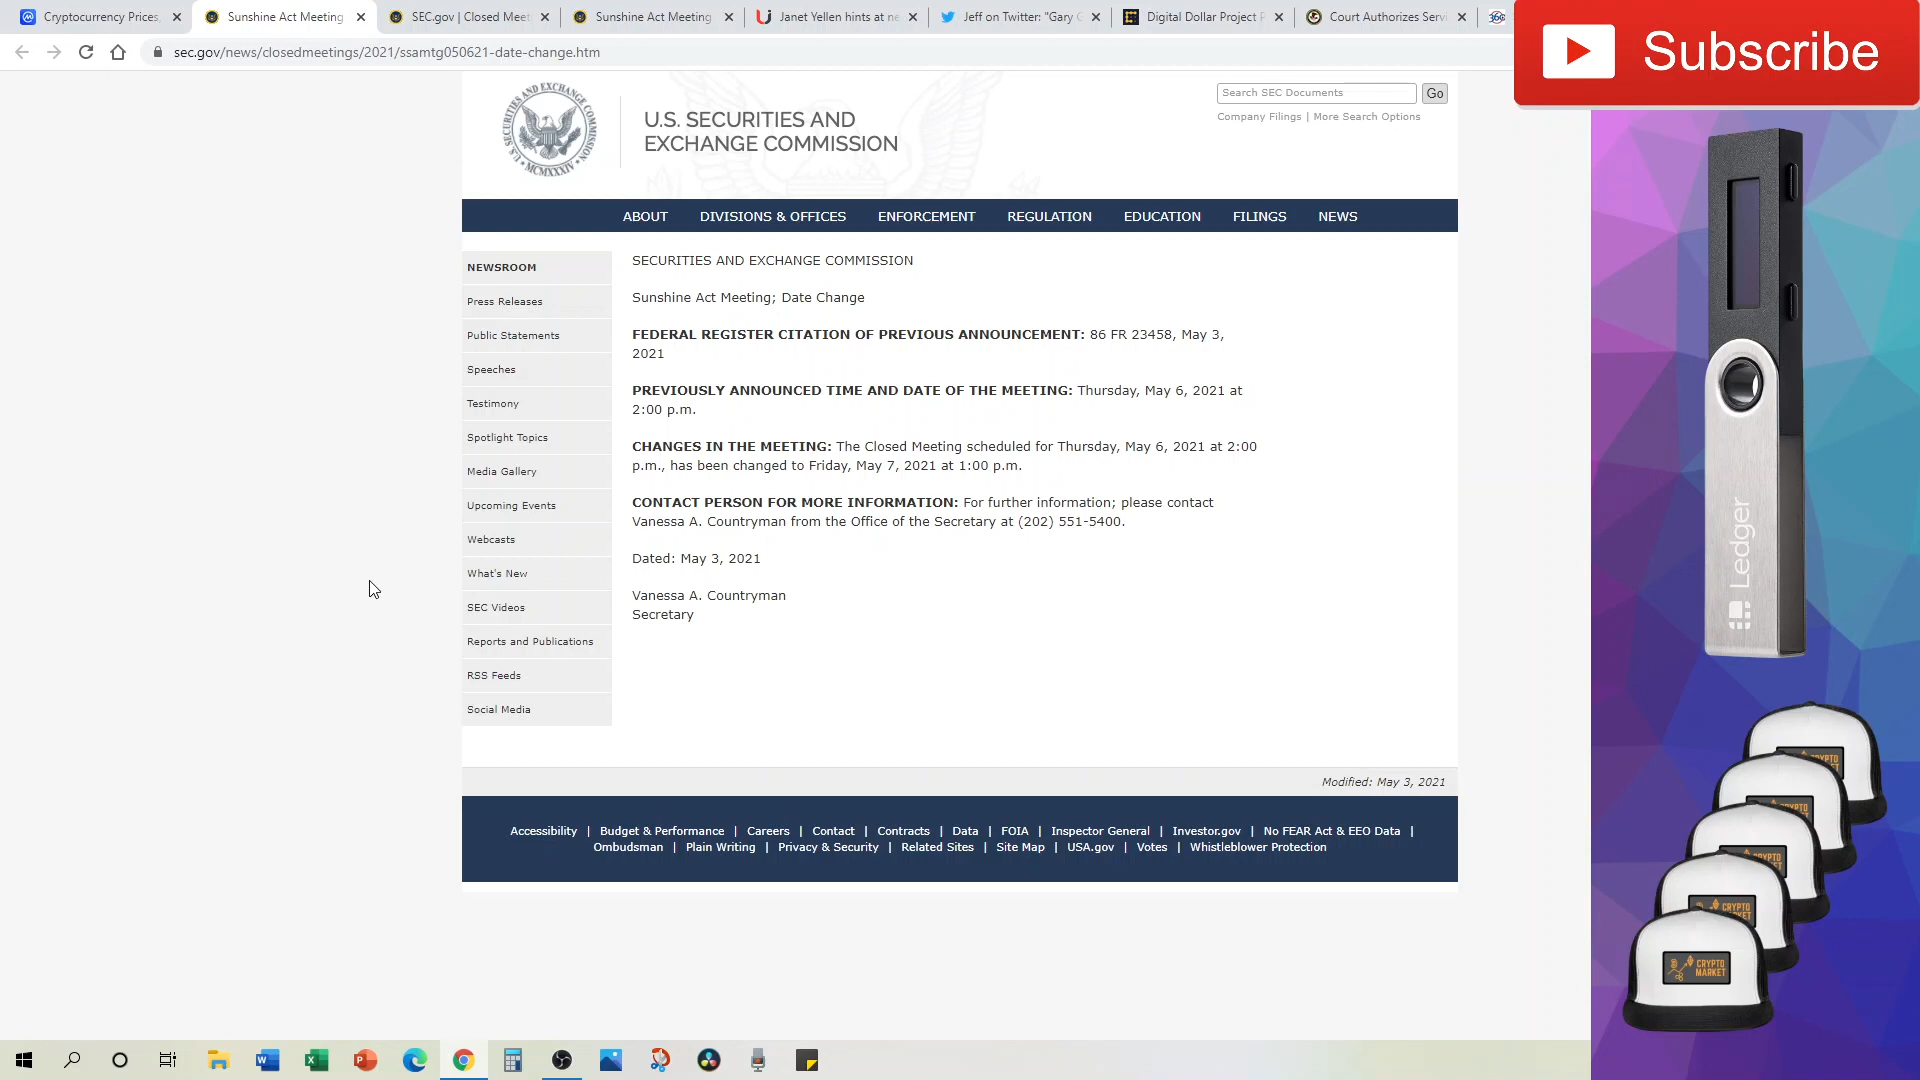 Cryptocurrency Prices,
Sunshine Act Meeting
SEC.gov | Closed Meet
Sunshine Act Meeting
Janet Yellen hints at ne
Jeff on Twitter: "Gary G
Digital Dollar Project P
Court Authorizes Servi
Subscribe
sec.gov/news/closedmeetings/2021/ssamtg050621-date-change.htm
U.S. SECURITIES AND EXCHANGE COMMISSION
MCMXXXIV
U.S. SECURITIES AND
EXCHANGE COMMISSION
Search SEC Documents
Go
Company Filings | More Search Options
ABOUT
DIVISIONS & OFFICES
ENFORCEMENT
REGULATION
EDUCATION
FILINGS
NEWS
NEWSROOM
Press Releases
Public Statements
Speeches
Testimony
Spotlight Topics
Media Gallery
Upcoming Events
Webcasts
What's New
SEC Videos
Reports and Publications
RSS Feeds
Social Media
SECURITIES AND EXCHANGE COMMISSION
Sunshine Act Meeting; Date Change
FEDERAL REGISTER CITATION OF PREVIOUS ANNOUNCEMENT: 86 FR 23458, May 3,
2021
PREVIOUSLY ANNOUNCED TIME AND DATE OF THE MEETING: Thursday, May 6, 2021 at
2:00 p.m.
CHANGES IN THE MEETING: The Closed Meeting scheduled for Thursday, May 6, 2021 at 2:00
p.m., has been changed to Friday, May 7, 2021 at 1:00 p.m.
CONTACT PERSON FOR MORE INFORMATION: For further information; please contact
Vanessa A. Countryman from the Office of the Secretary at (202) 551-5400.
Dated: May 3, 2021
Vanessa A. Countryman
Secretary
Modified: May 3, 2021
Accessibility | Budget & Performance | Careers | Contact | Contracts | Data | FOIA | Inspector General | Investor.gov | No FEAR Act & EEO Data |
Ombudsman | Plain Writing | Privacy & Security | Related Sites | Site Map | USA.gov | Votes | Whistleblower Protection
Ledger
CRYPTO
MARKET